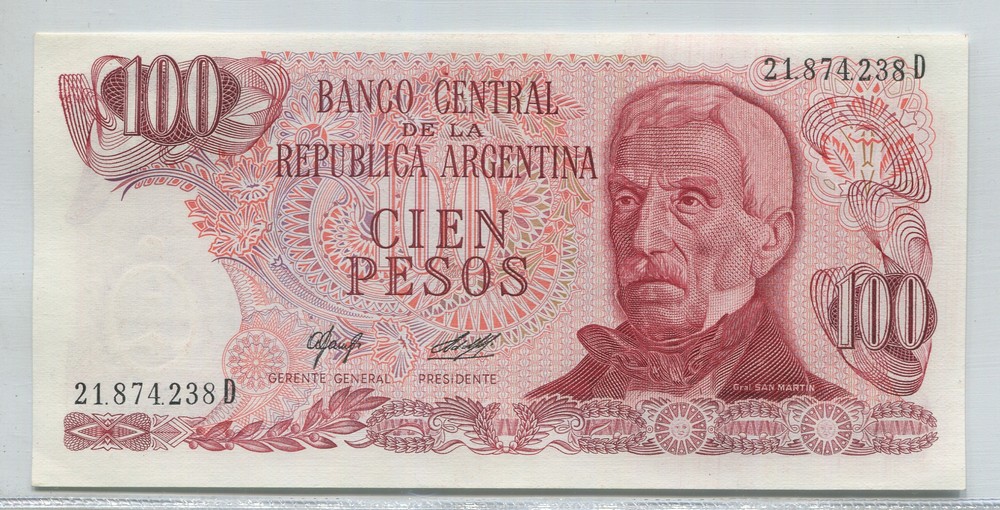 100
21.874.238 D
BANCO CENTRAL
DE LA
REPUBLICA ARGENTINA
100
CIEN
PESOS
100
GERENTE GENERAL PRESIDENTE
21.874.238 D
Gral SAN MARTIN